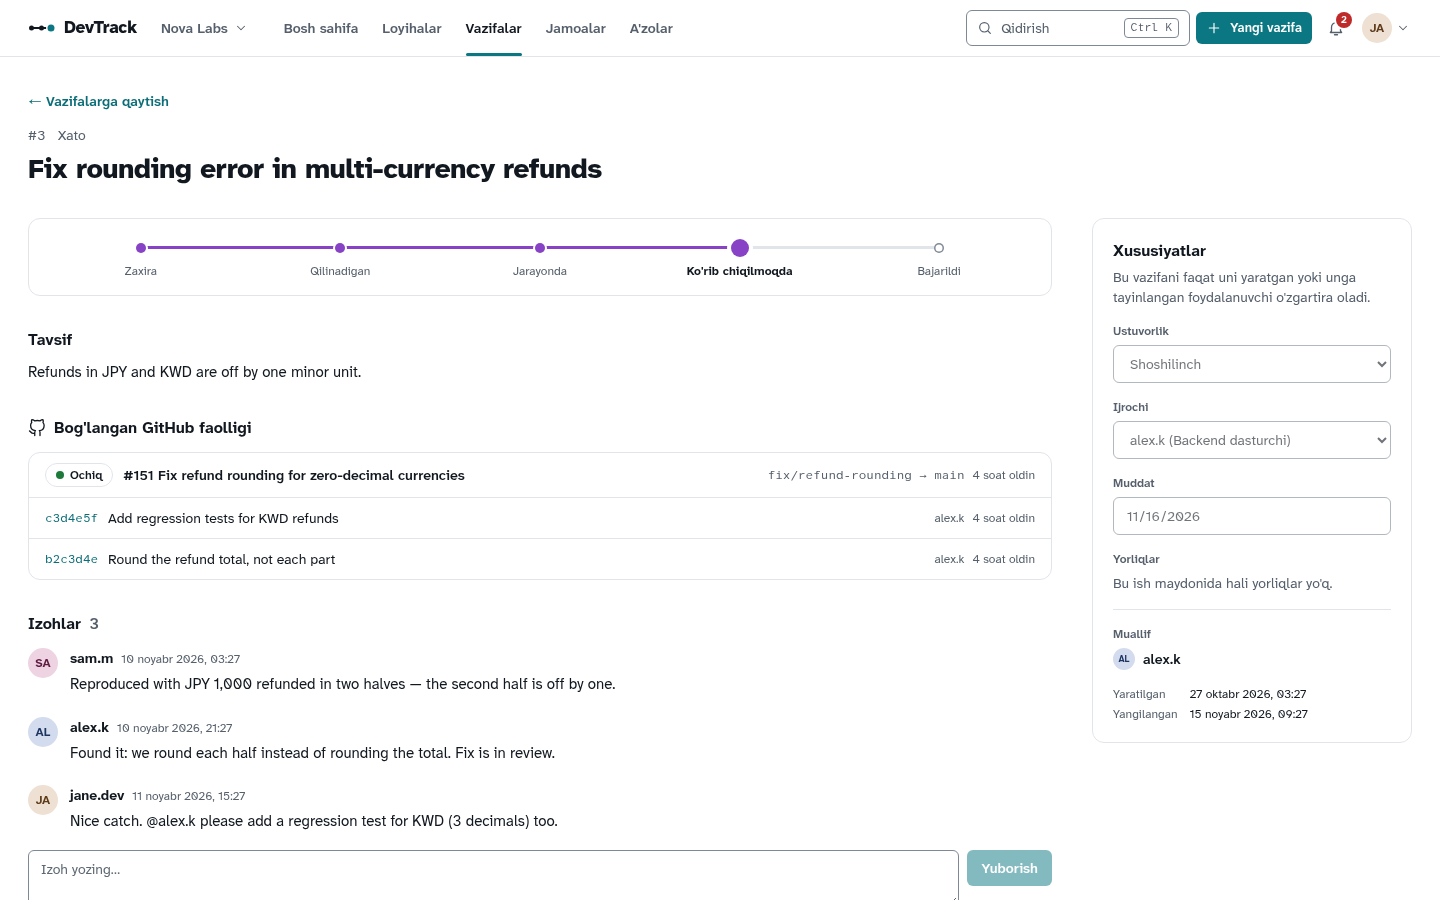 DevTrack
Nova Labs
Bosh sahifa
Loyihalar
Vazifalar
Jamoalar
A'zolar
Qidirish
Ctrl K
Yangi vazifa
2
JA
← Vazifalarga qaytish
#3 Xato
Fix rounding error in multi-currency refunds
Zaxira
Qilinadigan
Jarayonda
Ko'rib chiqilmoqda
Bajarildi
Tavsif
Refunds in JPY and KWD are off by one minor unit.
Bog'langan GitHub faolligi
Ochiq #151 Fix refund rounding for zero-decimal currencies fix/refund-rounding → main 4 soat oldin
c3d4e5f Add regression tests for KWD refunds alex.k 4 soat oldin
b2c3d4e Round the refund total, not each part alex.k 4 soat oldin
Izohlar 3
SA
sam.m 10 noyabr 2026, 03:27
Reproduced with JPY 1,000 refunded in two halves — the second half is off by one.
AL
alex.k 10 noyabr 2026, 21:27
Found it: we round each half instead of rounding the total. Fix is in review.
JA
jane.dev 11 noyabr 2026, 15:27
Nice catch. @alex.k please add a regression test for KWD (3 decimals) too.
Izoh yozing...
Yuborish
Xususiyatlar
Bu vazifani faqat uni yaratgan yoki unga
tayinlangan foydalanuvchi o'zgartira oladi.
Ustuvorlik
Shoshilinch
Ijrochi
alex.k (Backend dasturchi)
Muddat
11/16/2026
Yorliqlar
Bu ish maydonida hali yorliqlar yo'q.
Muallif
AL alex.k
Yaratilgan 27 oktabr 2026, 03:27
Yangilangan 15 noyabr 2026, 09:27